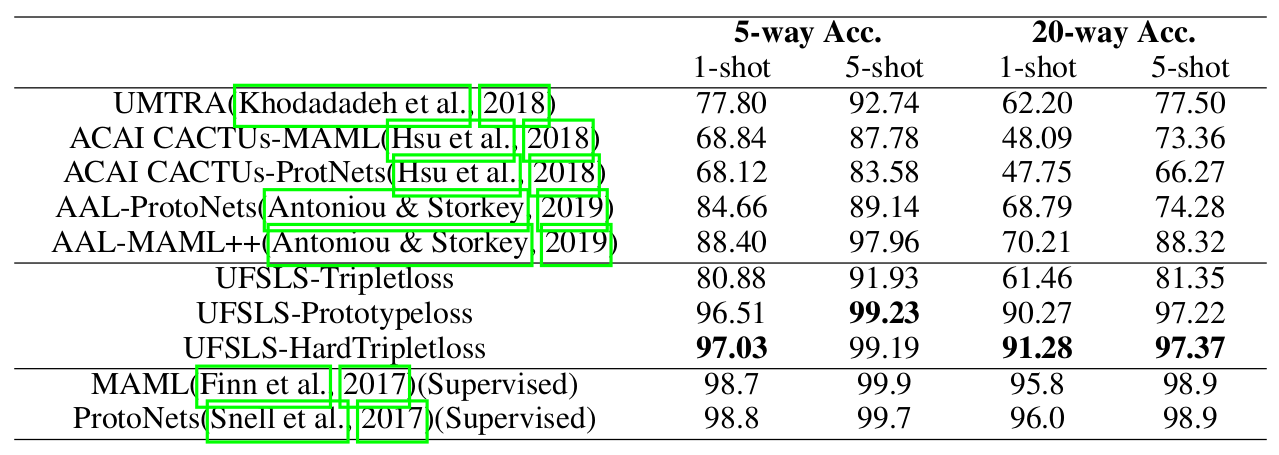 5-way Acc. 20-way Acc.
1-shot 5-shot 1-shot 5-shot
UMTRA(Khodadadeh et al., 2018) 77.80 92.74 62.20 77.50
ACAI CACTUs-MAML(Hsu et al., 2018) 68.84 87.78 48.09 73.36
ACAI CACTUs-ProtNets(Hsu et al., 2018) 68.12 83.58 47.75 66.27
AAL-ProtoNets(Antoniou & Storkey, 2019) 84.66 89.14 68.79 74.28
AAL-MAML++(Antoniou & Storkey, 2019) 88.40 97.96 70.21 88.32
UFSLS-Tripletloss 80.88 91.93 61.46 81.35
UFSLS-Prototypeloss 96.51 99.23 90.27 97.22
UFSLS-HardTripletloss 97.03 99.19 91.28 97.37
MAML(Finn et al., 2017)(Supervised) 98.7 99.9 95.8 98.9
ProtoNets(Snell et al., 2017)(Supervised) 98.8 99.7 96.0 98.9